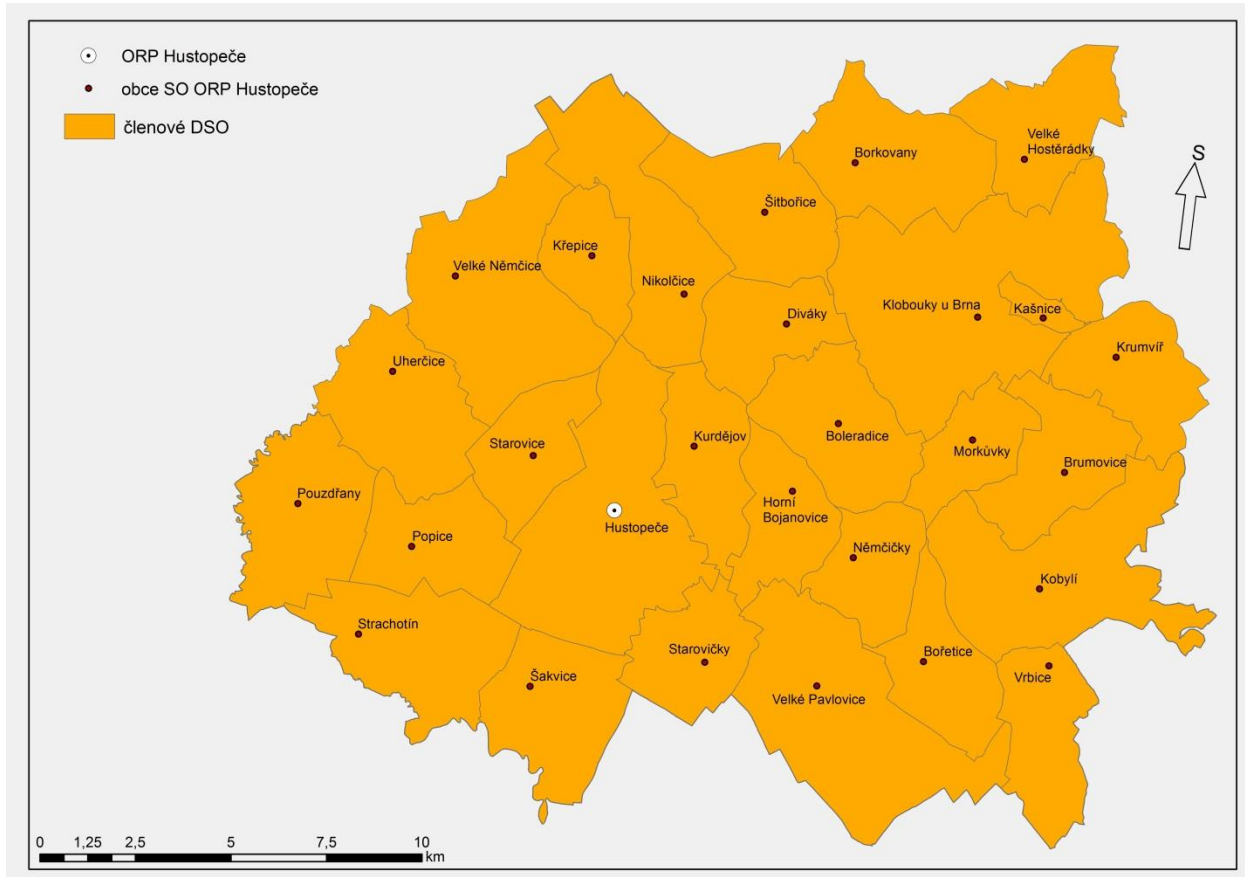 ORP Hustopeče
obce SO ORP Hustopeče
členové DSO
S
Velké
Hostěrádky
Borkovany
Šitbořice
Křepice
Velké Němčice
Nikolčice
Klobouky u Brna
Kašnice
Diváky
Krumvíř
Uherčice
Boleradice
Kurdějov
Starovice
Morkůvky
Brumovice
Pouzdřany
Horní
Bojanovice
Hustopeče
Popice
Němčičky
Kobylí
Strachotín
Starovičky
Bořetice
Šakvice
Vrbice
Velké Pavlovice
0 1,25 2,5 5 7,5 10
km